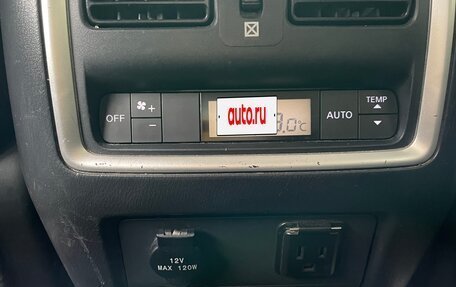 TEMP
OFF
+
−
auto.ru
8.0°C
AUTO
12V
MAX 120W